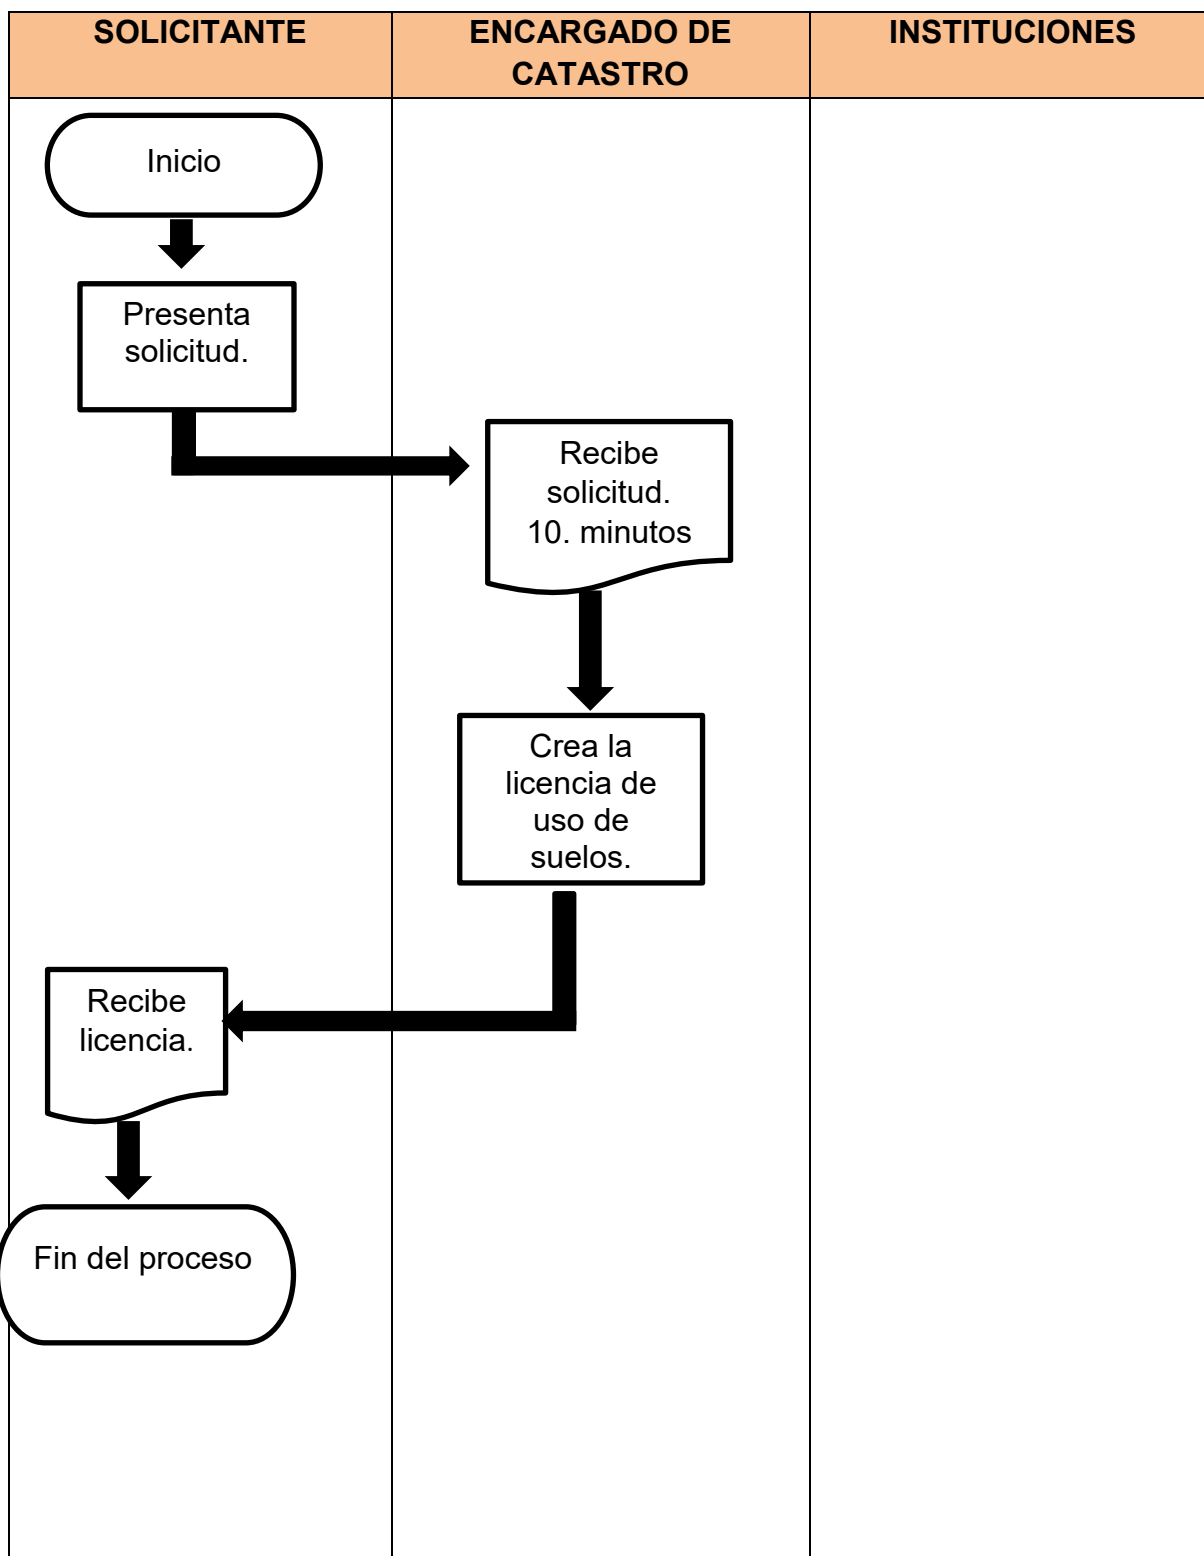 SOLICITANTE
ENCARGADO DE
CATASTRO
INSTITUCIONES
Inicio
Presenta
solicitud.
Recibe
solicitud.
10. minutos
Crea la
licencia de
uso de
suelos.
Recibe
licencia.
Fin del proceso